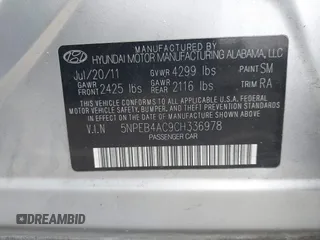 HYUNDAI MOTOR MANUFACTURING ALABAMA, LLC
Jul/20/11 GVWR 4299 lbs PAINT SM
GAWR FRONT 2425 lbs GAWR REAR 2116 lbs TRIM RA
THIS VEHICLE CONFORMS TO ALL APPLICABLE U.S. FEDERAL
MOTOR VEHICLE SAFETY, BUMPER, AND THEFT PREVENTION
STANDARDS IN EFFECT ON THE DATE OF MANUFACTURE SHOWN ABOVE.
V.I.N 5NPEB4AC9CH336978
PASSENGER CAR
DREAMBID